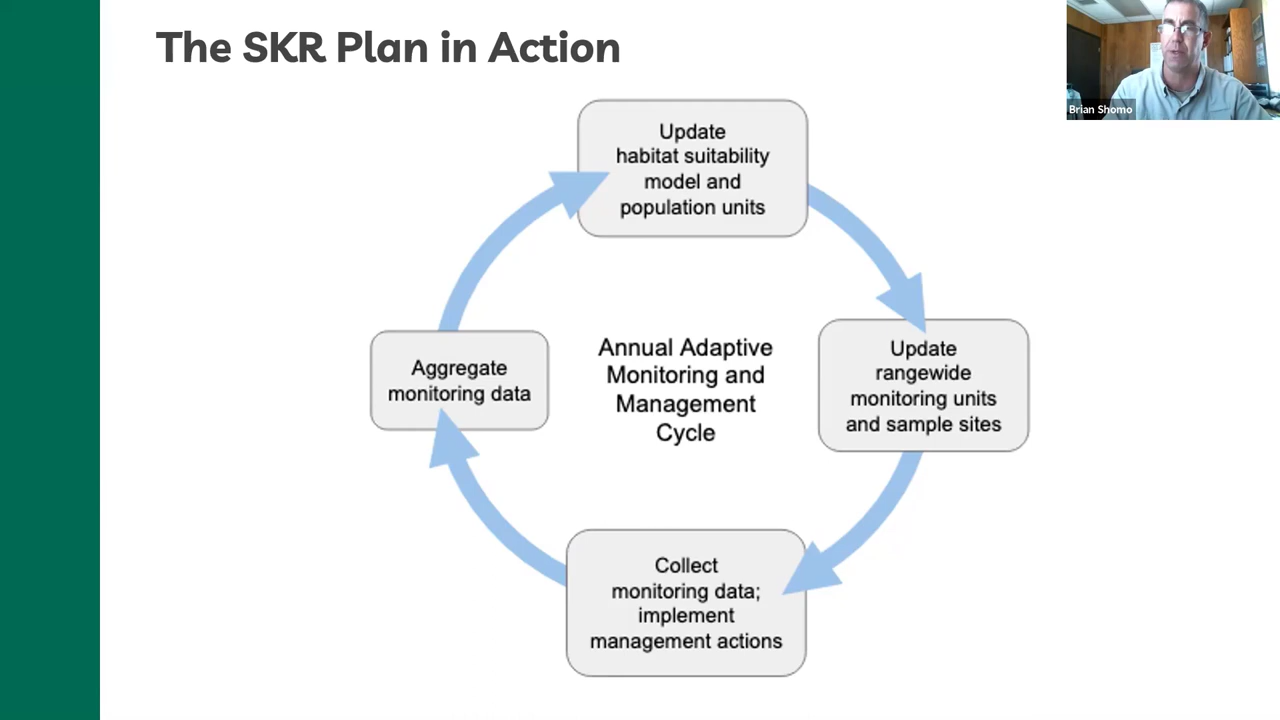 The SKR Plan in Action
Brian Shomo
Update
habitat suitability
model and
population units
Aggregate
monitoring data
Annual Adaptive
Monitoring and
Management
Cycle
Update
rangewide
monitoring units
and sample sites
Collect
monitoring data;
implement
management actions